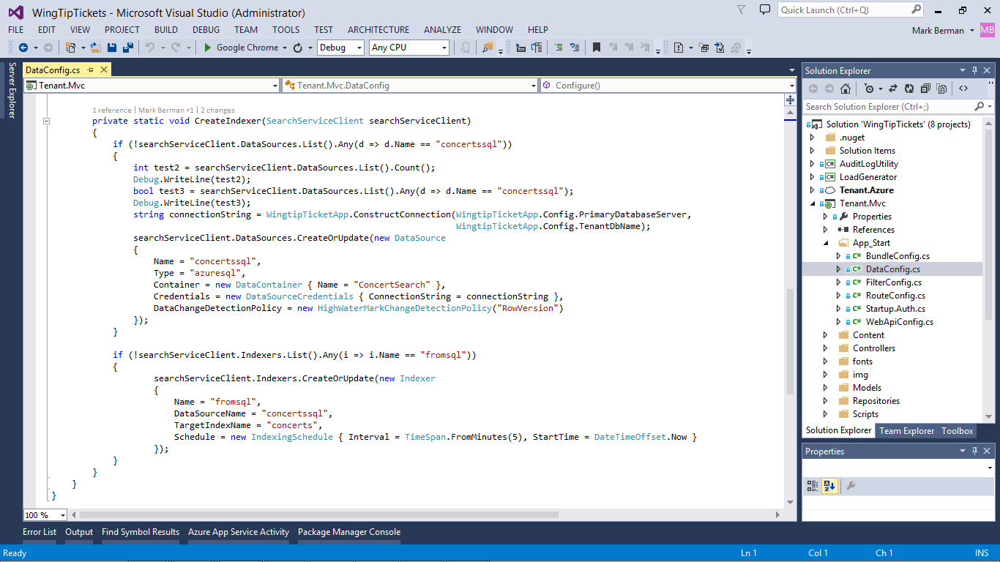 WingTipTickets - Microsoft Visual Studio (Administrator)
Quick Launch (Ctrl+Q)
FILE EDIT VIEW PROJECT BUILD DEBUG TEAM TOOLS TEST ARCHITECTURE ANALYZE WINDOW HELP
Mark Berman MB
Google Chrome Debug Any CPU
Server Explorer
DataConfig.cs
Tenant.Mvc Tenant.Mvc.DataConfig Configure()
1 reference | Mark Berman +1 | 2 changes
private static void CreateIndexer(SearchServiceClient searchServiceClient)
{
if (!searchServiceClient.DataSources.List().Any(d => d.Name == "concertssql"))
{
int test2 = searchServiceClient.DataSources.List().Count();
Debug.WriteLine(test2);
bool test3 = searchServiceClient.DataSources.List().Any(d => d.Name == "concertssql");
Debug.WriteLine(test3);
string connectionString = WingtipTicketApp.ConstructConnection(WingtipTicketApp.Config.PrimaryDatabaseServer,
WingtipTicketApp.Config.TenantDbName);
searchServiceClient.DataSources.CreateOrUpdate(new DataSource
{
Name = "concertssql",
Type = "azuresql",
Container = new DataContainer { Name = "ConcertSearch" },
Credentials = new DataSourceCredentials { ConnectionString = connectionString },
DataChangeDetectionPolicy = new HighWaterMarkChangeDetectionPolicy("RowVersion")
});
}
if (!searchServiceClient.Indexers.List().Any(i => i.Name == "fromsql"))
{
searchServiceClient.Indexers.CreateOrUpdate(new Indexer
{
Name = "fromsql",
DataSourceName = "concertssql",
TargetIndexName = "concerts",
Schedule = new IndexingSchedule { Interval = TimeSpan.FromMinutes(5), StartTime = DateTimeOffset.Now }
});
}
}
}
}
100 %
Solution Explorer
Search Solution Explorer (Ctrl+;)
Solution 'WingTipTickets' (8 projects)
.nuget
Solution Items
C# AuditLogUtility
C# LoadGenerator
Tenant.Azure
Tenant.Mvc
Properties
References
App_Start
C# BundleConfig.cs
C# DataConfig.cs
C# FilterConfig.cs
C# RouteConfig.cs
C# Startup.Auth.cs
C# WebApiConfig.cs
Content
Controllers
fonts
img
Models
Repositories
Scripts
Solution Explorer Team Explorer Toolbox
Properties
Error List Output Find Symbol Results Azure App Service Activity Package Manager Console
Ready Ln 1 Col 1 Ch 1 INS